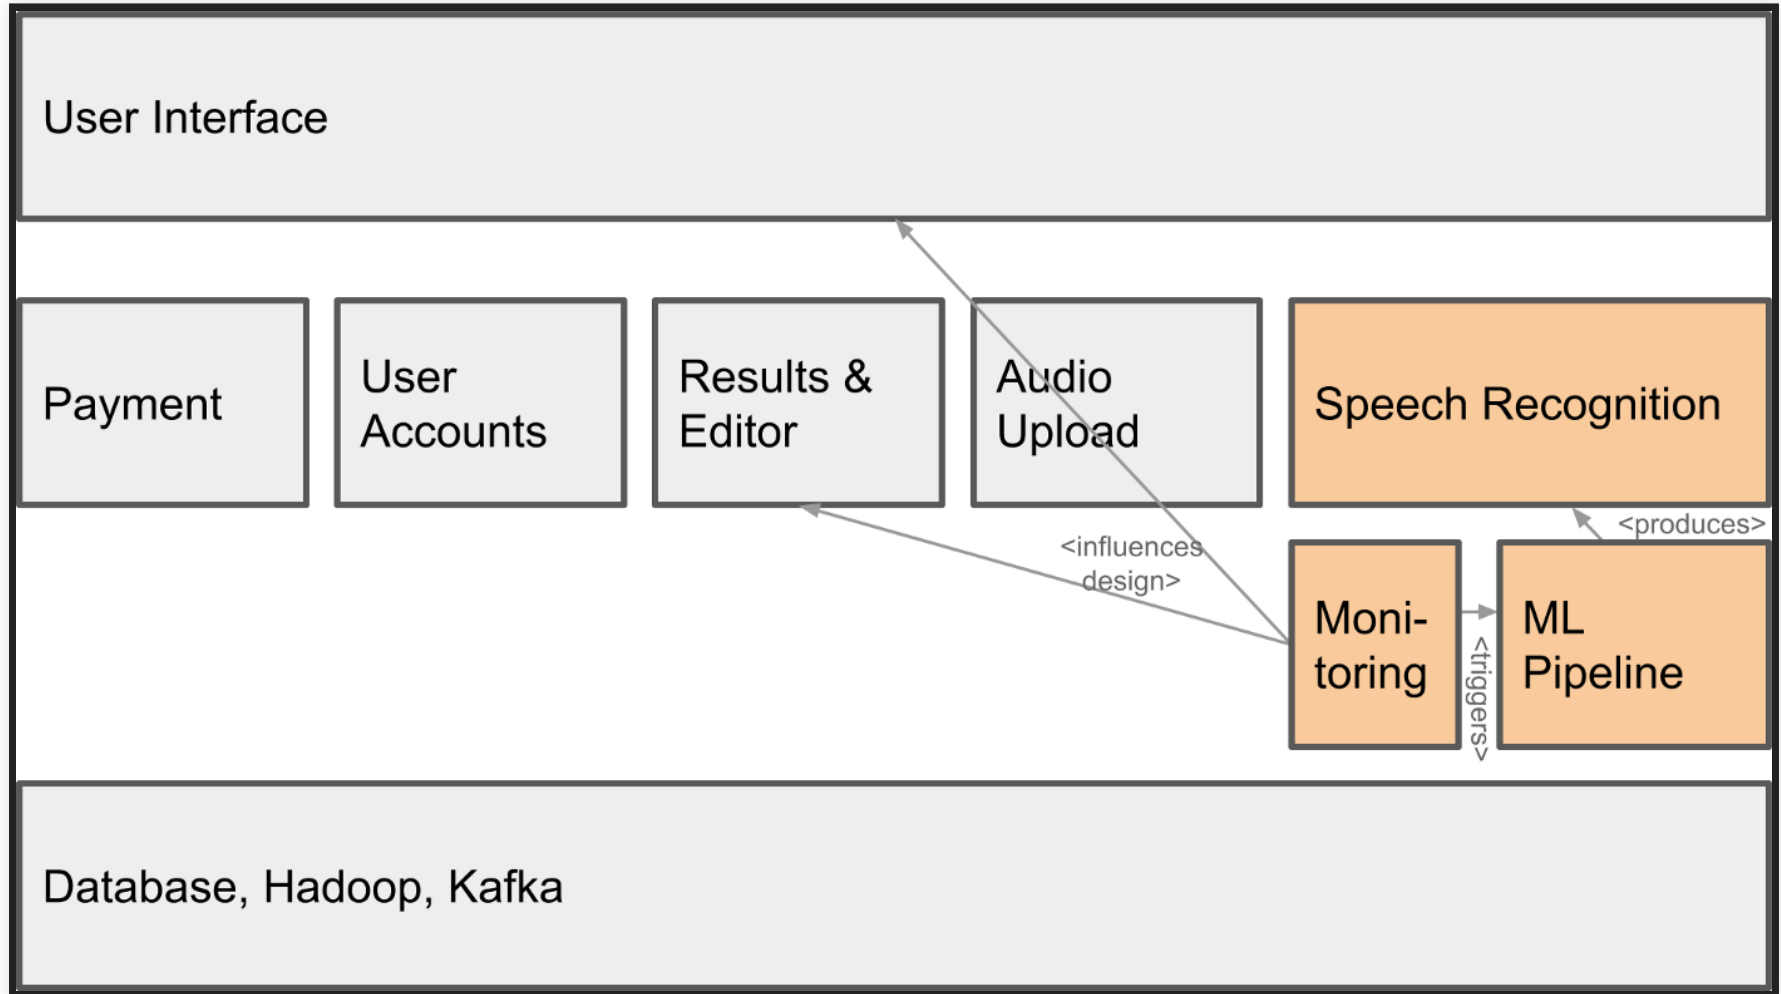 User Interface
Payment
User
Accounts
Results &
Editor
Audio
Upload
Speech Recognition
<influences
design>
<produces>
Moni-
toring
<triggers>
ML
Pipeline
Database, Hadoop, Kafka